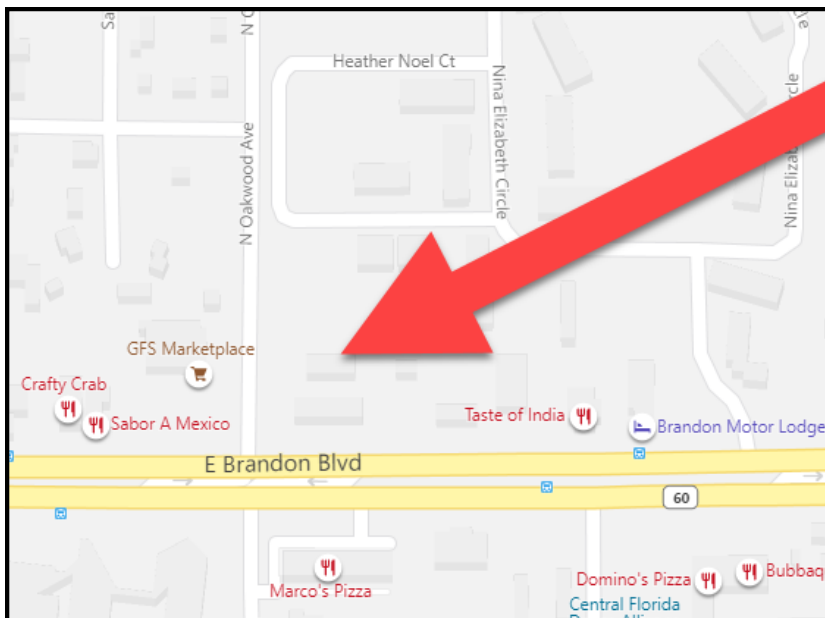 Heather Noel Ct
Nina Elizabeth Circle
N Oakwood Ave
GFS Marketplace
Crafty Crab
Sabor A Mexico
Taste of India
Brandon Motor Lodge
E Brandon Blvd
60
Marco's Pizza
Domino's Pizza
Bubbaq
Central Florida